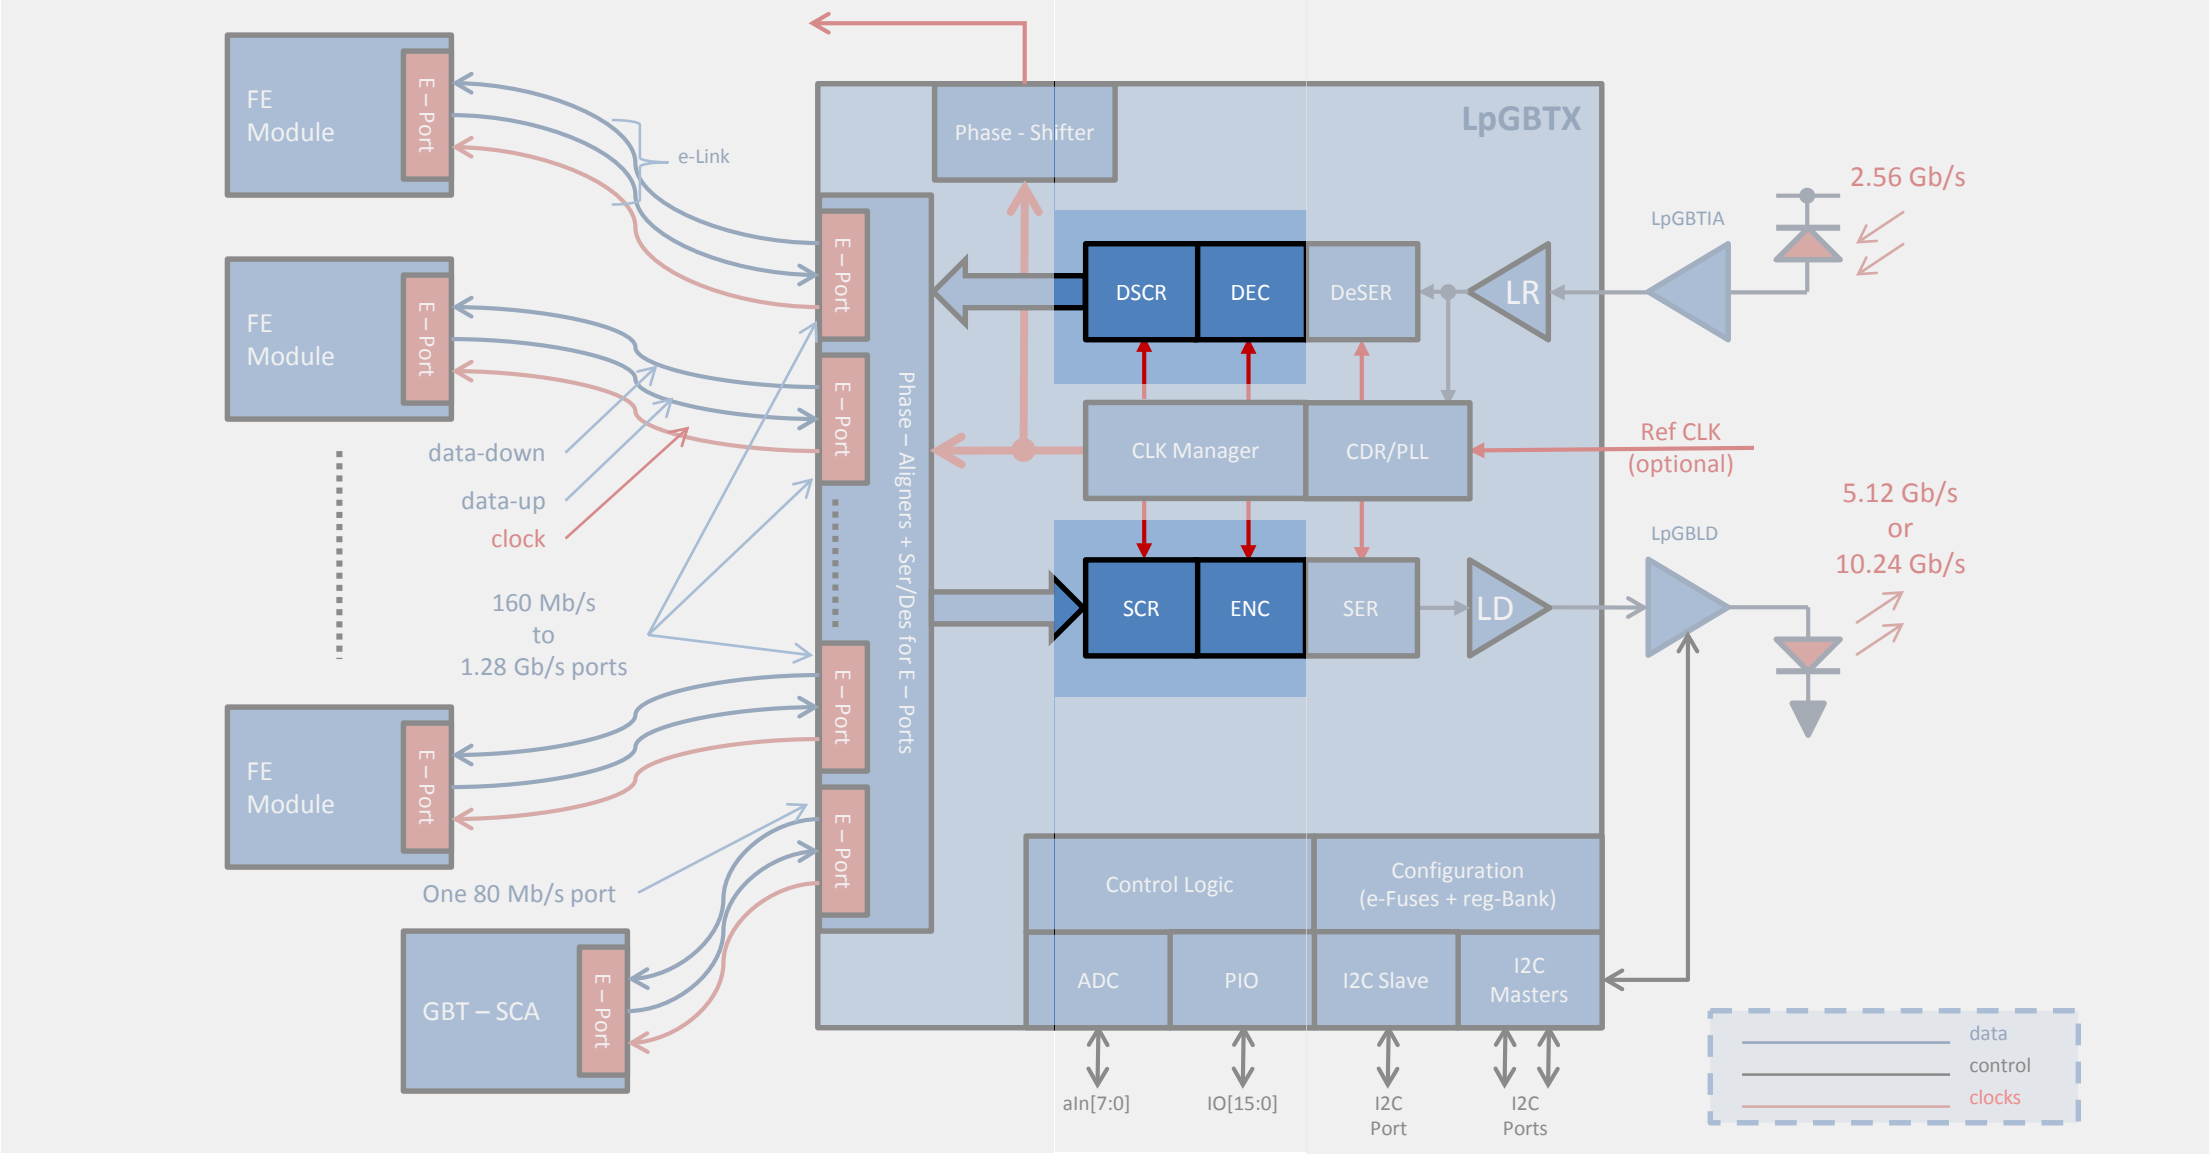 FE
Module
E – Port
e-Link
Phase - Shifter
LpGBTX
2.56 Gb/s
LpGBTIA
E – Port
DSCR
DEC
DeSER
LR
FE
Module
E – Port
E – Port
Phase – Aligners + Ser/Des for E – Ports
data-down
data-up
clock
CLK Manager
CDR/PLL
Ref CLK
(optional)
5.12 Gb/s
or
10.24 Gb/s
LpGBLD
160 Mb/s
to
1.28 Gb/s ports
SCR
ENC
SER
LD
E – Port
FE
Module
E – Port
E – Port
One 80 Mb/s port
Control Logic
Configuration
(e-Fuses + reg-Bank)
GBT – SCA
E – Port
ADC
PIO
I2C Slave
I2C
Masters
aIn[7:0]
IO[15:0]
I2C
Port
I2C
Ports
data
control
clocks